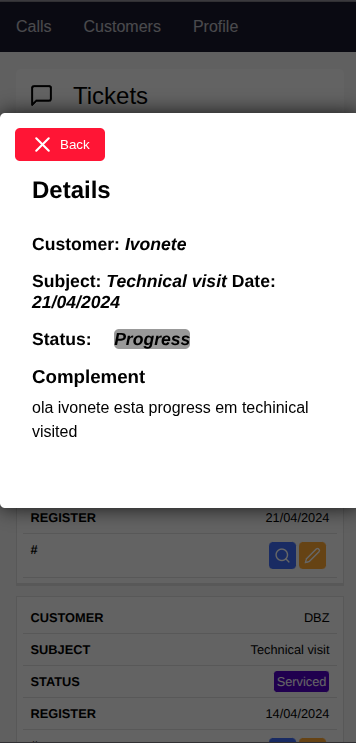 Calls Customers Profile
Tickets
Back
Details
Customer: Ivonete
Subject: Technical visit Date:
21/04/2024
Status: Progress
Complement
ola ivonete esta progress em techinical
visited
REGISTER 21/04/2024
#
CUSTOMER DBZ
SUBJECT Technical visit
STATUS Serviced
REGISTER 14/04/2024